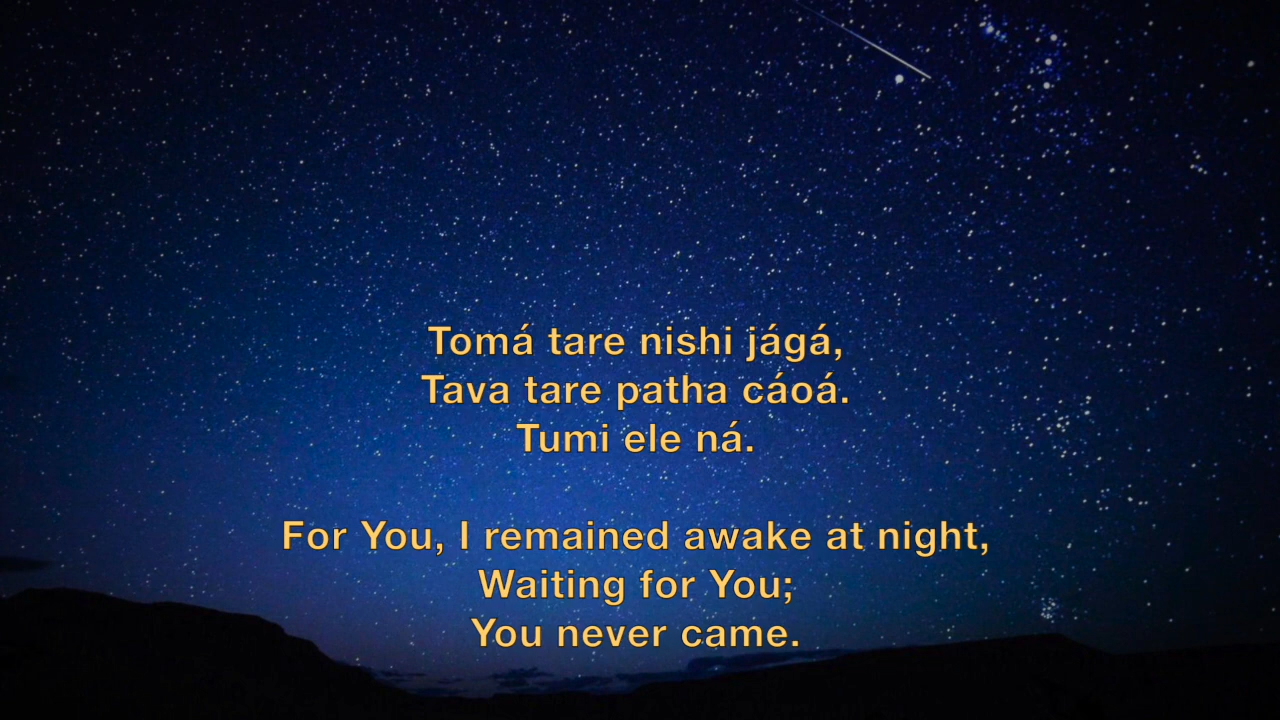 Tomá tare nishi jágá,
Tava tare patha cáoá.
Tumi ele ná.
For You, I remained awake at night,
Waiting for You;
You never came.